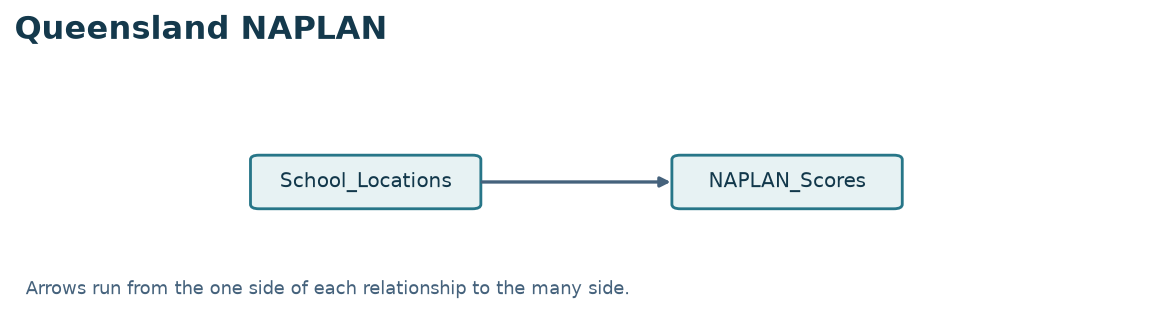 Queensland NAPLAN
School_Locations
NAPLAN_Scores
Arrows run from the one side of each relationship to the many side.